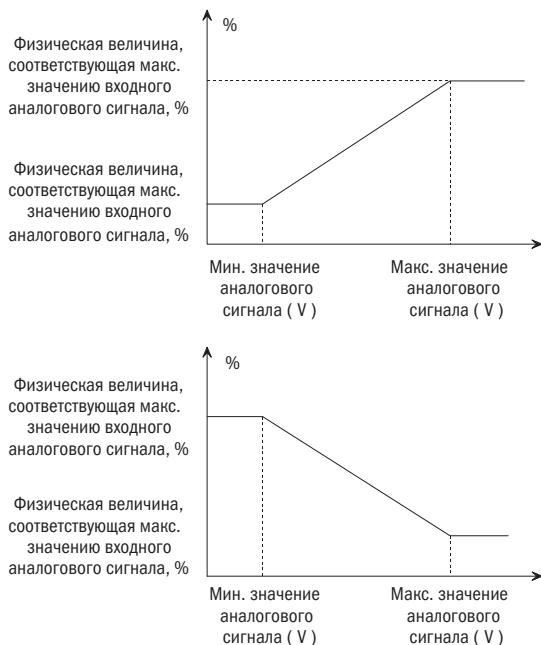 %
Физическая величина,
соответствующая макс.
значению входного
аналогового сигнала, %
Физическая величина,
соответствующая макс.
значению входного
аналогового сигнала, %
Мин. значение
аналогового
сигнала ( V )
Макс. значение
аналогового
сигнала ( V )
%
Физическая величина,
соответствующая макс.
значению входного
аналогового сигнала, %
Физическая величина,
соответствующая макс.
значению входного
аналогового сигнала, %
Мин. значение
аналогового
сигнала ( V )
Макс. значение
аналогового
сигнала ( V )